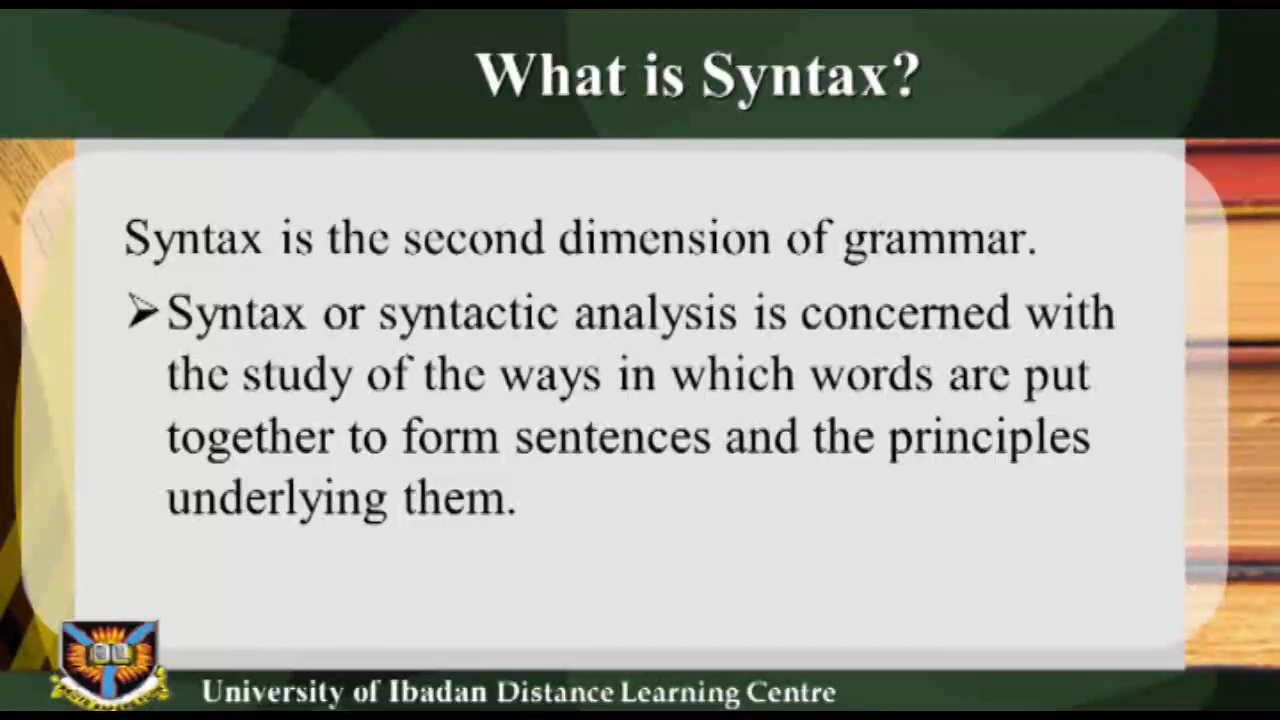 What is Syntax?
Syntax is the second dimension of grammar.
➢Syntax or syntactic analysis is concerned with
the study of the ways in which words are put
together to form sentences and the principles
underlying them.
University of Ibadan Distance Learning Centre